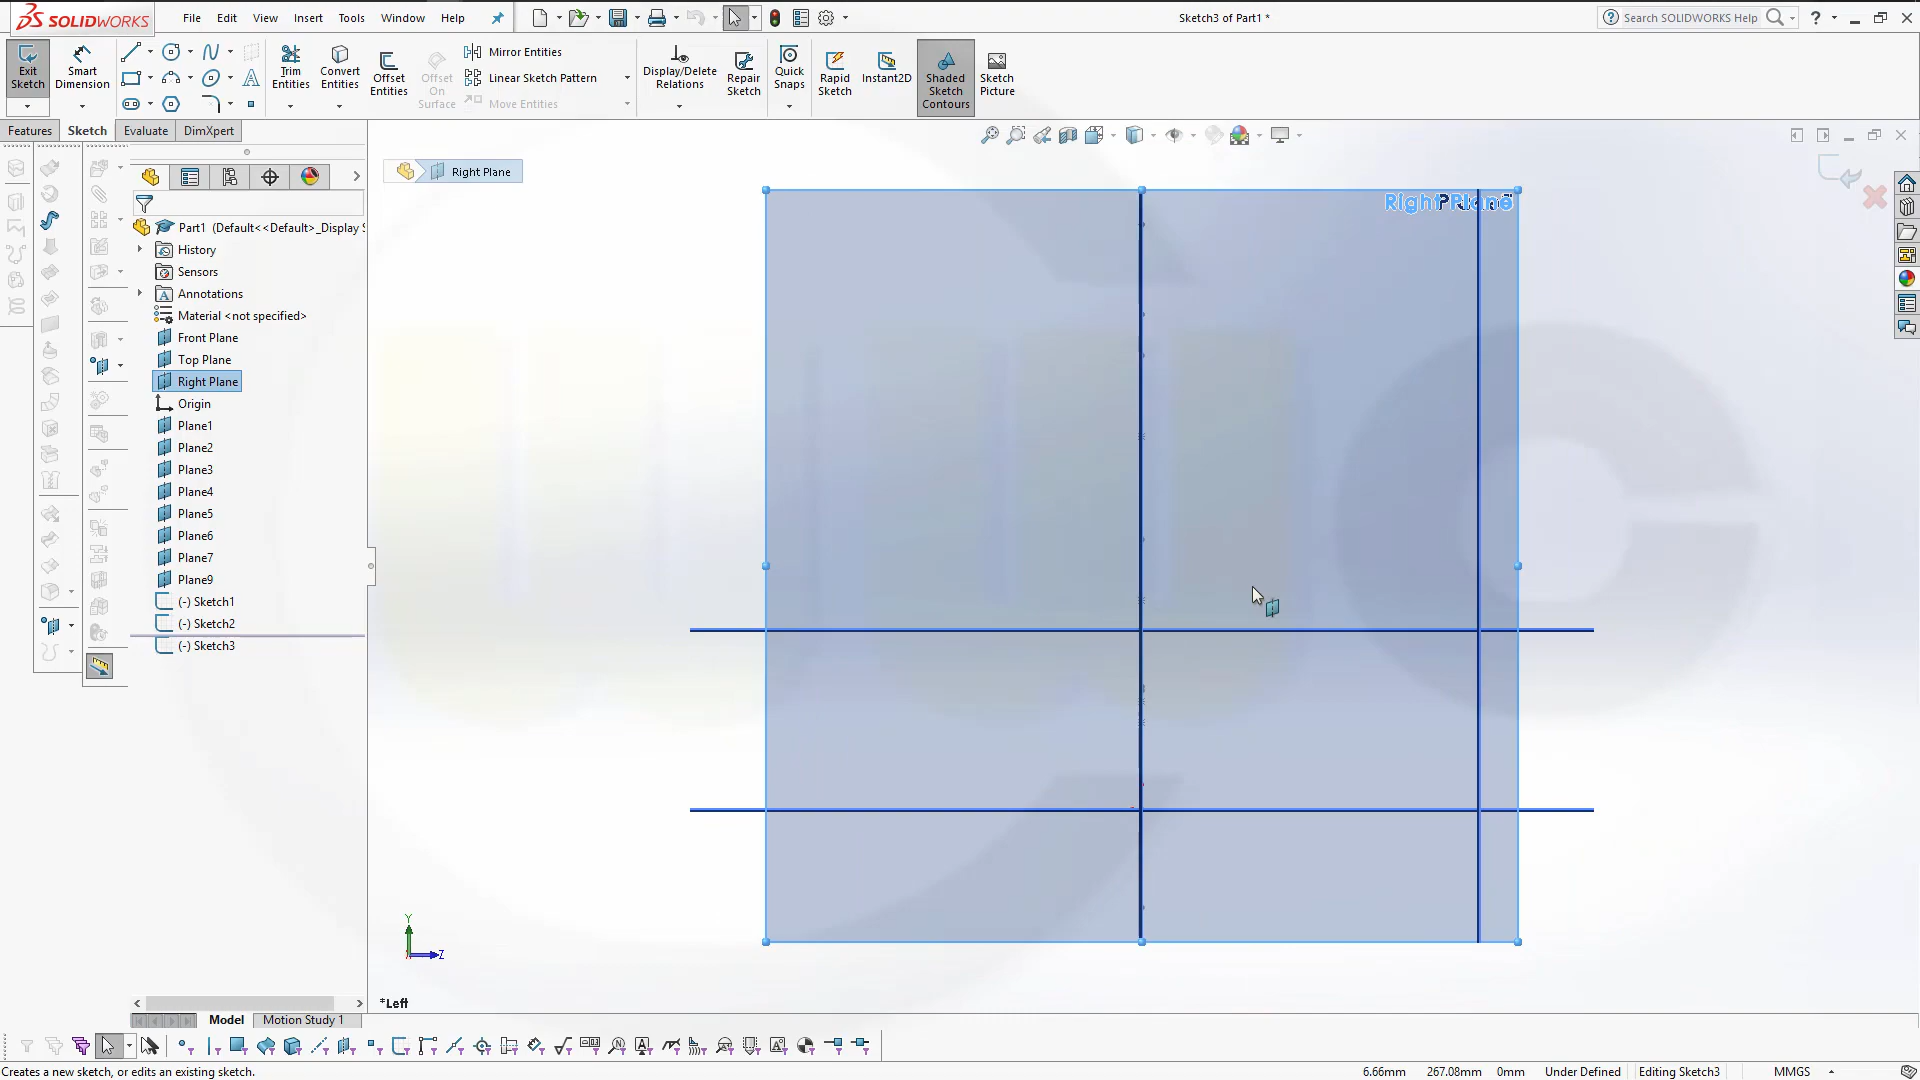 SOLIDWORKS
File Edit View Insert Tools Window Help
Sketch3 of Part1 *
Search SOLIDWORKS Help
Exit Sketch
Smart Dimension
Trim Entities
Convert Entities
Offset Entities
Offset On Surface
Mirror Entities
Linear Sketch Pattern
Move Entities
Display/Delete Relations
Repair Sketch
Quick Snaps
Rapid Sketch
Instant2D
Shaded Sketch Contours
Sketch Picture
Features Sketch Evaluate DimXpert
Right Plane
Right Plane
Part1 (Default<<Default>_Display S
History
Sensors
Annotations
Material <not specified>
Front Plane
Top Plane
Right Plane
Origin
Plane1
Plane2
Plane3
Plane4
Plane5
Plane6
Plane7
Plane9
(-) Sketch1
(-) Sketch2
(-) Sketch3
Y
Z
*Left
Model Motion Study 1
Creates a new sketch, or edits an existing sketch.
6.66mm 267.08mm 0mm Under Defined Editing Sketch3 MMGS